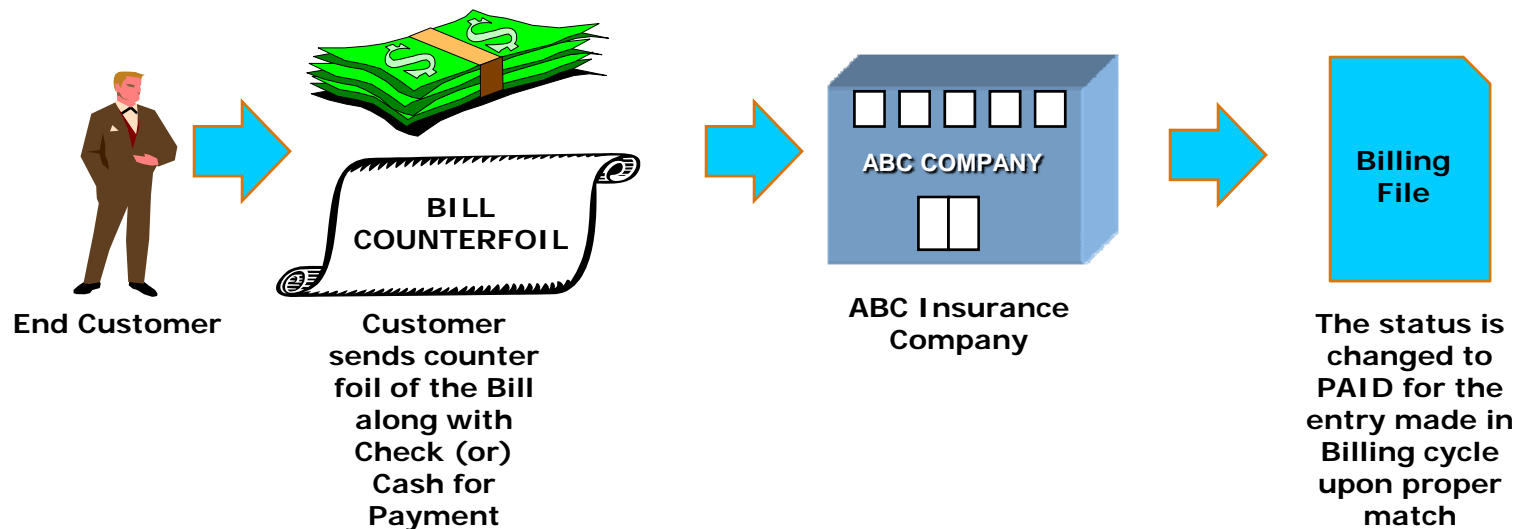 BILL
COUNTERFOIL
ABC COMPANY
Billing
File
End Customer
Customer
sends counter
foil of the Bill
along with
Check (or)
Cash for
Payment
ABC Insurance
Company
The status is
changed to
PAID for the
entry made in
Billing cycle
upon proper
match